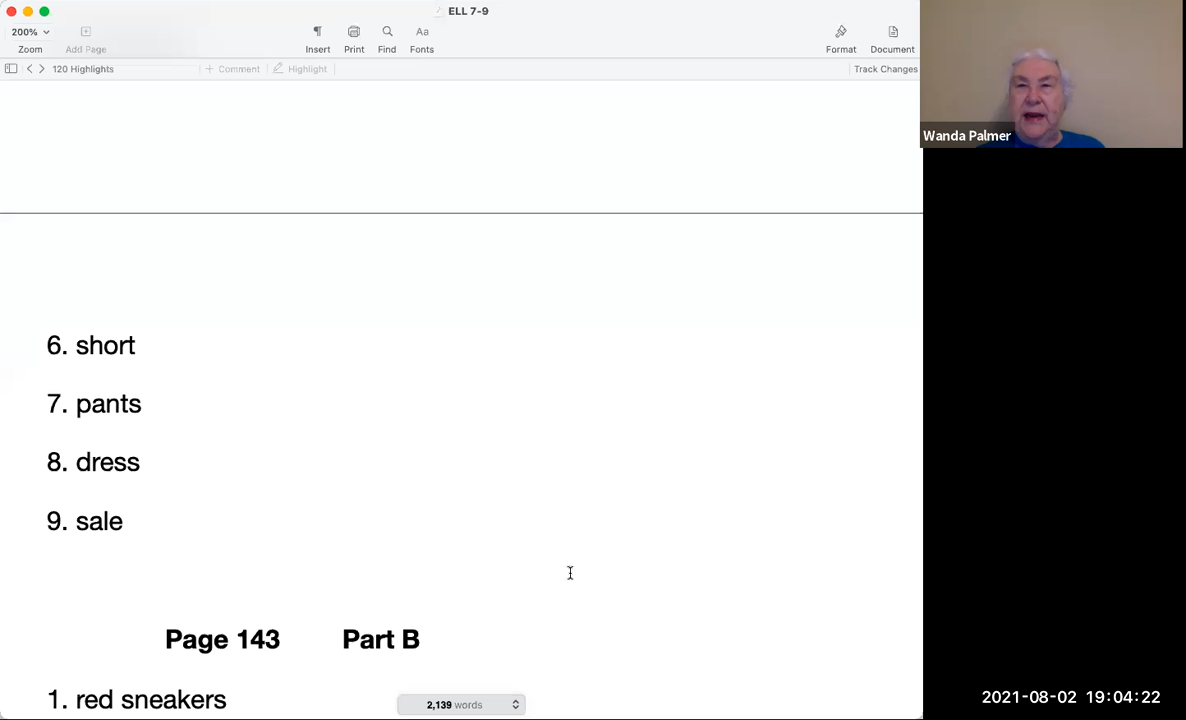 ELL 7-9
200%
Zoom
Add Page
Insert
Print
Find
Aa
Fonts
Format
Document
120 Highlights
+ Comment
Highlight
Track Changes
Wanda Palmer
6. short
7. pants
8. dress
9. sale
Page 143 Part B
1. red sneakers
2,139 words
2021-08-02 19:04:22